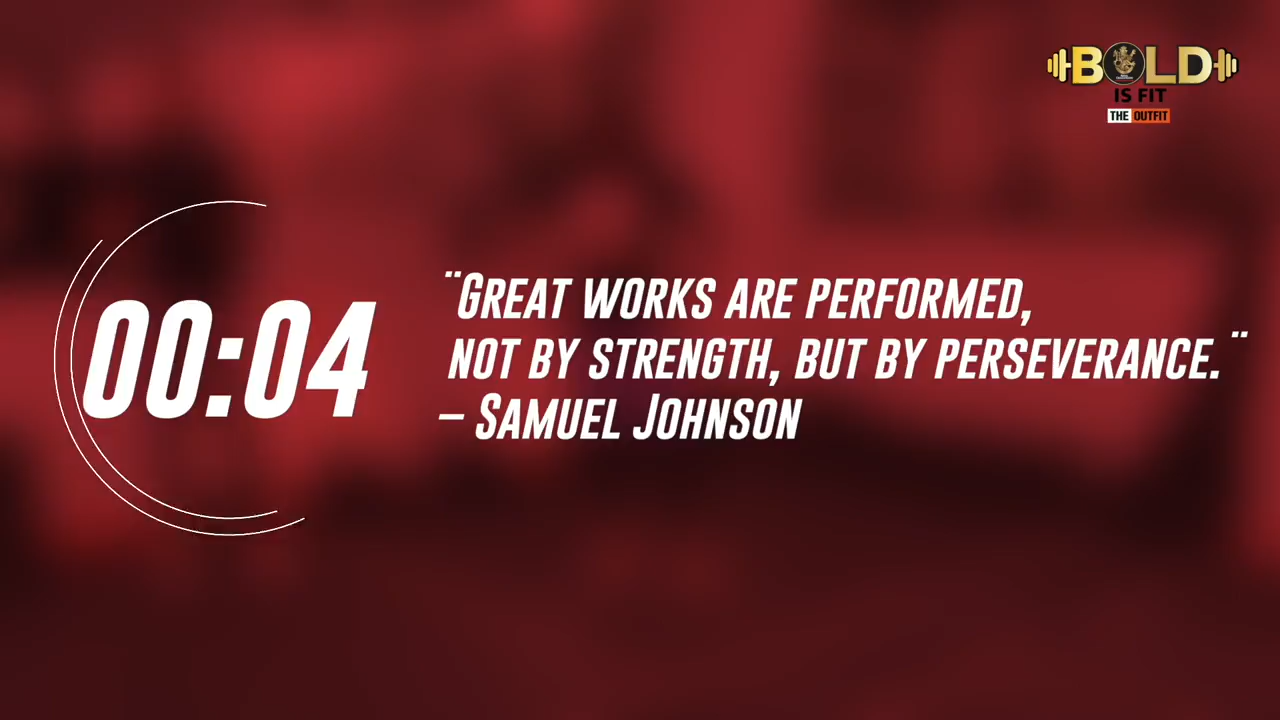 BOLD
IS FIT
THE OUTFIT
00:04
¨GREAT WORKS ARE PERFORMED,
NOT BY STRENGTH, BUT BY PERSEVERANCE.¨
– SAMUEL JOHNSON